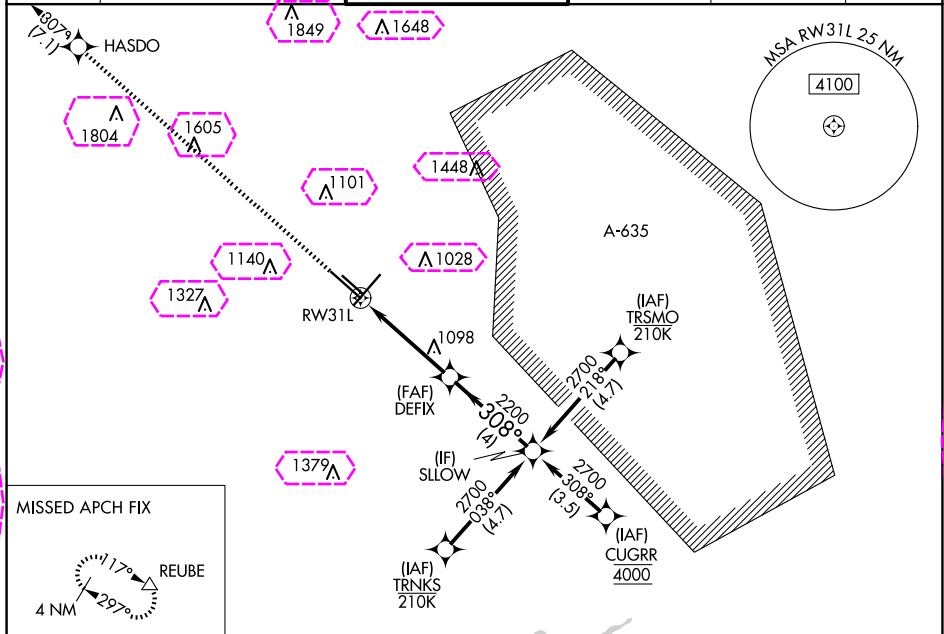 307°
(7.1)
HASDO
1849
1648
MSA RW31L 25 NM
4100
1804
1605
1101
1448
A-635
1140
1028
1327
RW31L
(IAF)
TRSMO
210K
1098
2700
218°
(4.7)
(FAF)
DEFIX
2200
308°
(4)
(IF)
SLLOW
1379
2700
038°
(4.7)
2700
308°
(3.5)
(IAF)
CUGRR
4000
(IAF)
TRNKS
210K
MISSED APCH FIX
117°
REUBE
4 NM
297°